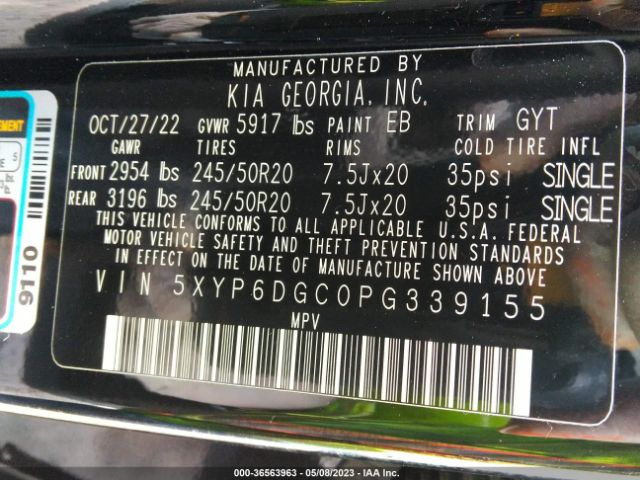 MANUFACTURED BY
KIA GEORGIA, INC.
OCT/27/22 GVWR 5917 lbs PAINT EB TRIM GYT
GAWR TIRES RIMS COLD TIRE INFL
FRONT 2954 lbs 245/50R20 7.5Jx20 35psi SINGLE
REAR 3196 lbs 245/50R20 7.5Jx20 35psi SINGLE
THIS VEHICLE CONFORMS TO ALL APPLICABLE U.S.A. FEDERAL
MOTOR VEHICLE SAFETY AND THEFT PREVENTION STANDARDS
IN EFFECT ON THE DATE OF MANUFACTURE SHOWN ABOVE
VIN 5XYP6DGC0PG339155
MPV
9110
000-36563963 - 05/08/2023 - IAA Inc.